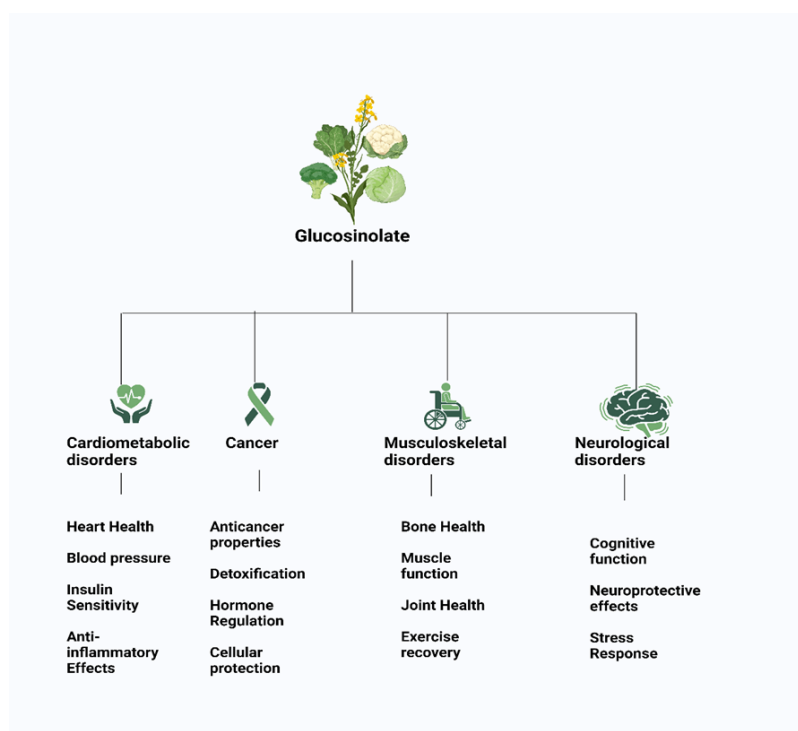 Glucosinolate
Cardiometabolic
disorders
Heart Health
Blood pressure
Insulin
Sensitivity
Anti-
inflammatory
Effects
Cancer
Anticancer
properties
Detoxification
Hormone
Regulation
Cellular
protection
Musculoskeletal
disorders
Bone Health
Muscle
function
Joint Health
Exercise
recovery
Neurological
disorders
Cognitive
function
Neuroprotective
effects
Stress
Response